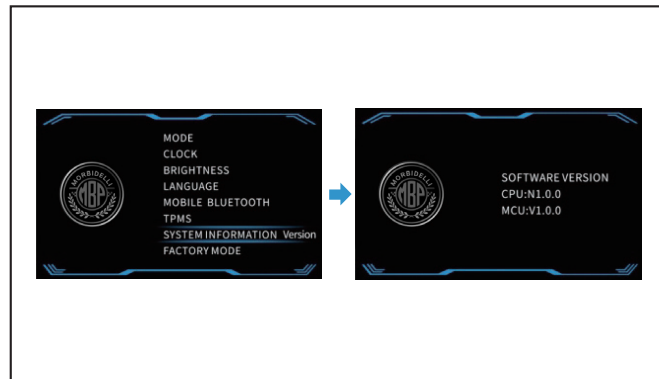 MORBIDELLI
MBP
MODE
CLOCK
BRIGHTNESS
LANGUAGE
MOBILE BLUETOOTH
TPMS
SYSTEM INFORMATION Version
FACTORY MODE
MORBIDELLI
MBP
SOFTWARE VERSION
CPU:N1.0.0
MCU:V1.0.0